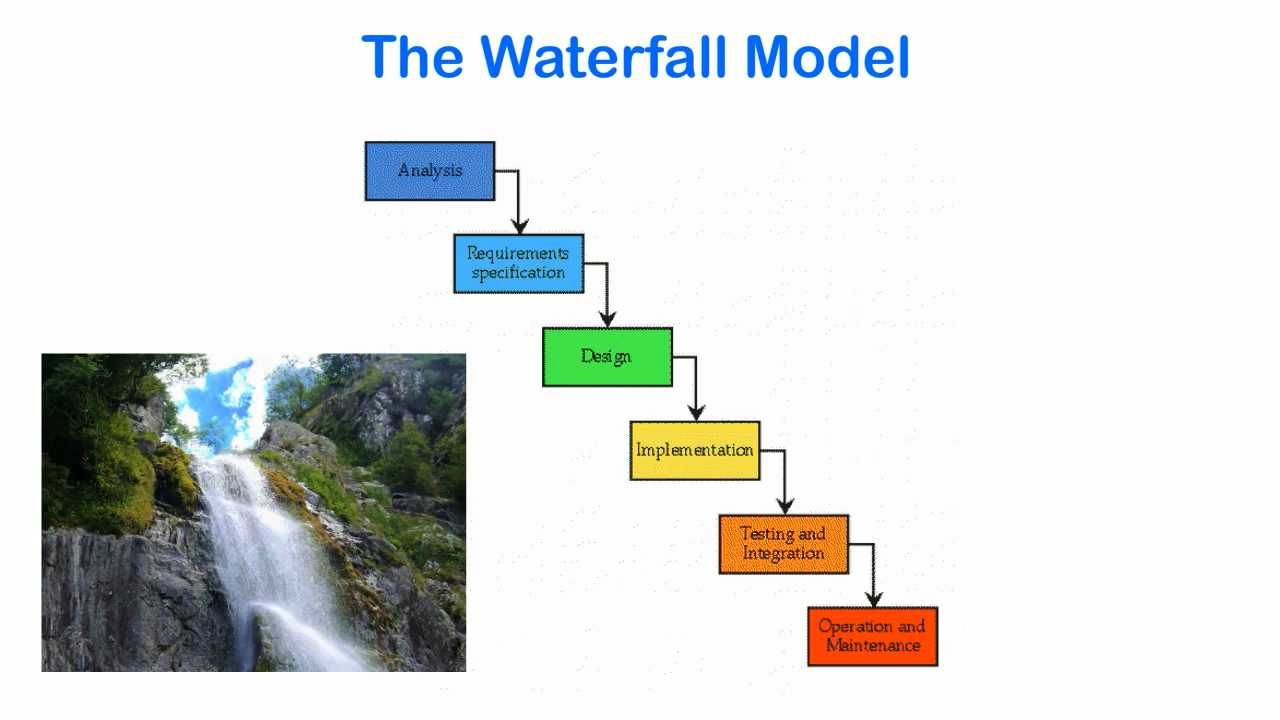 The Waterfall Model
Analysis
Requirements
specification
Design
Implementation
Testing and
Integration
Operation and
Maintenance